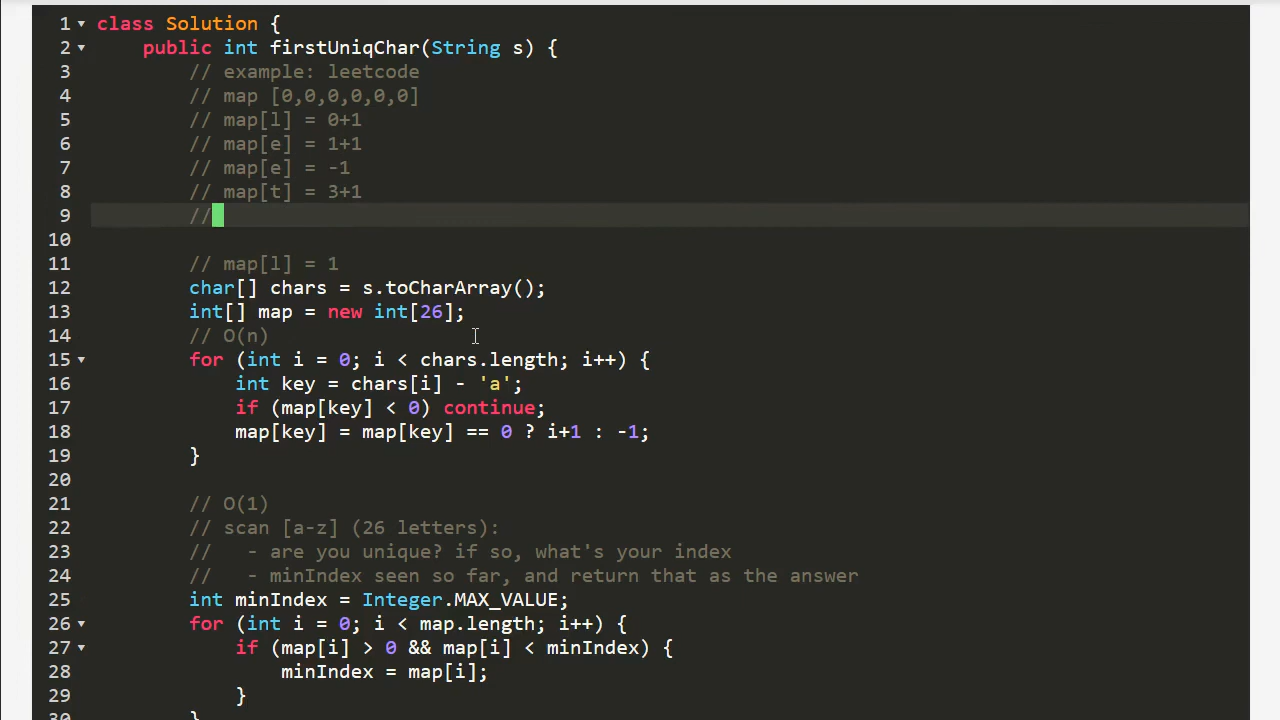 1 class Solution {
2 public int firstUniqChar(String s) {
3 // example: leetcode
4 // map [0,0,0,0,0,0]
5 // map[l] = 0+1
6 // map[e] = 1+1
7 // map[e] = -1
8 // map[t] = 3+1
9 //
10
11 // map[l] = 1
12 char[] chars = s.toCharArray();
13 int[] map = new int[26];
14 // O(n)
15 for (int i = 0; i < chars.length; i++) {
16 int key = chars[i] - 'a';
17 if (map[key] < 0) continue;
18 map[key] = map[key] == 0 ? i+1 : -1;
19 }
20
21 // O(1)
22 // scan [a-z] (26 letters):
23 //   - are you unique? if so, what's your index
24 //   - minIndex seen so far, and return that as the answer
25 int minIndex = Integer.MAX_VALUE;
26 for (int i = 0; i < map.length; i++) {
27 if (map[i] > 0 && map[i] < minIndex) {
28 minIndex = map[i];
29 }
30 }